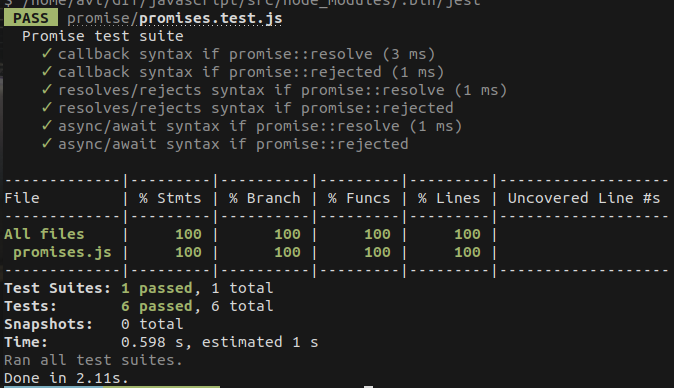 $ /home/avt/dif/javascript/src/node_modules/.bin/jest
PASS promise/promises.test.js
Promise test suite
✓ callback syntax if promise::resolve (3 ms)
✓ callback syntax if promise::rejected (1 ms)
✓ resolves/rejects syntax if promise::resolve (1 ms)
✓ resolves/rejects syntax if promise::rejected
✓ async/await syntax if promise::resolve (1 ms)
✓ async/await syntax if promise::rejected
-------------|---------|----------|---------|---------|-------------------
File | % Stmts | % Branch | % Funcs | % Lines | Uncovered Line #s
-------------|---------|----------|---------|---------|-------------------
All files | 100 | 100 | 100 | 100 |
promises.js | 100 | 100 | 100 | 100 |
-------------|---------|----------|---------|---------|-------------------
Test Suites: 1 passed, 1 total
Tests: 6 passed, 6 total
Snapshots: 0 total
Time: 0.598 s, estimated 1 s
Ran all test suites.
Done in 2.11s.